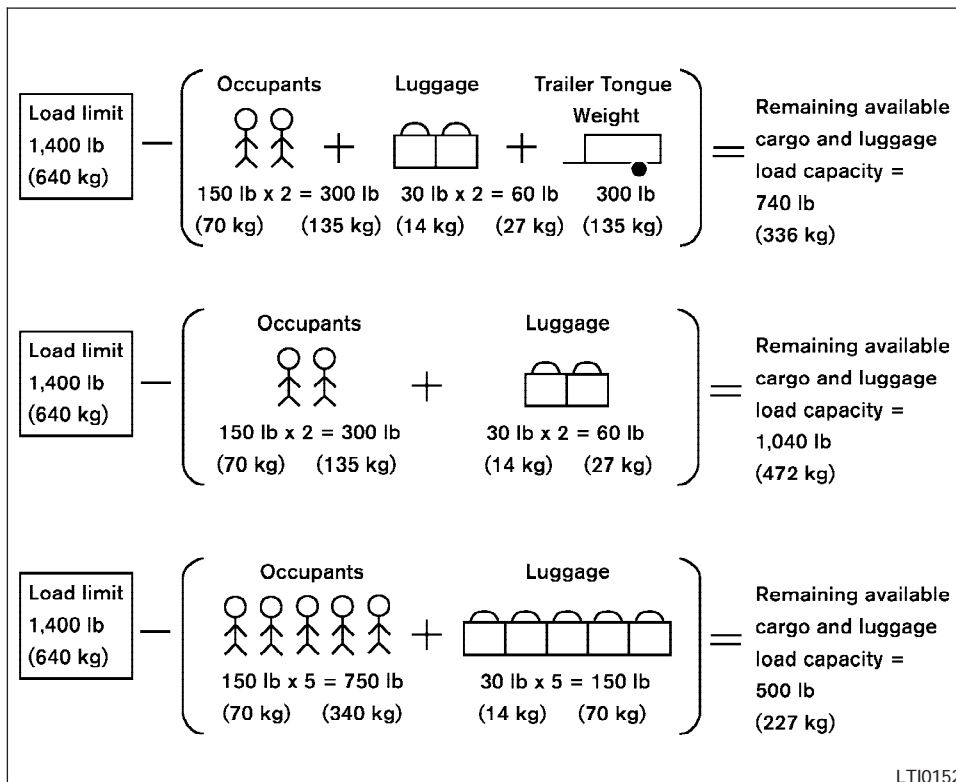 Occupants Luggage Trailer Tongue
Weight
Load limit
1,400 lb
(640 kg)
150 lb x 2 = 300 lb 30 lb x 2 = 60 lb 300 lb
(70 kg) (135 kg) (14 kg) (27 kg) (135 kg)
Remaining available
cargo and luggage
load capacity =
740 lb
(336 kg)
Occupants Luggage
Load limit
1,400 lb
(640 kg)
150 lb x 2 = 300 lb 30 lb x 2 = 60 lb
(70 kg) (135 kg) (14 kg) (27 kg)
Remaining available
cargo and luggage
load capacity =
1,040 lb
(472 kg)
Occupants Luggage
Load limit
1,400 lb
(640 kg)
150 lb x 5 = 750 lb 30 lb x 5 = 150 lb
(70 kg) (340 kg) (14 kg) (70 kg)
Remaining available
cargo and luggage
load capacity =
500 lb
(227 kg)
LTI0152